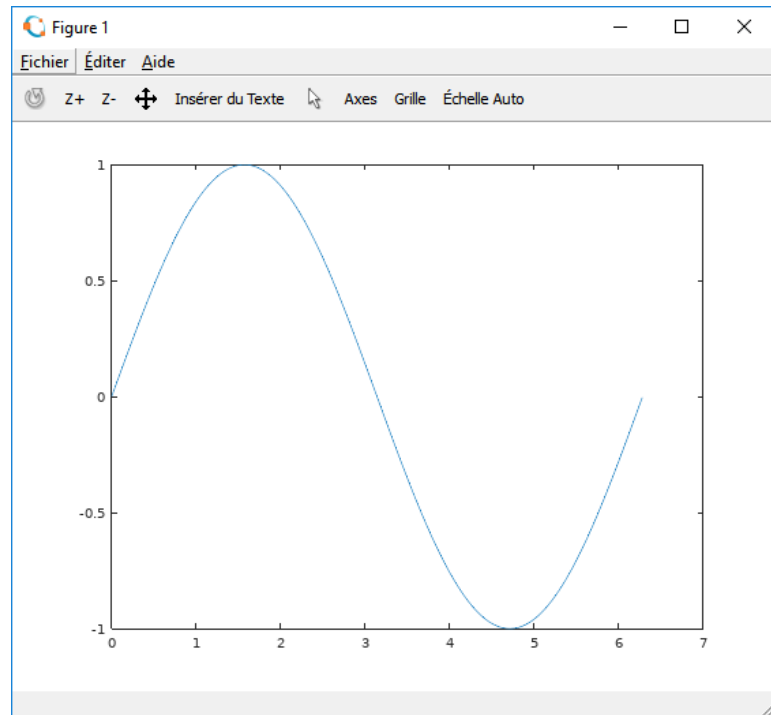 Figure 1
Fichier Éditer Aide
Z+ Z- Insérer du Texte Axes Grille Échelle Auto
1
0.5
0
-0.5
-1
0 1 2 3 4 5 6 7